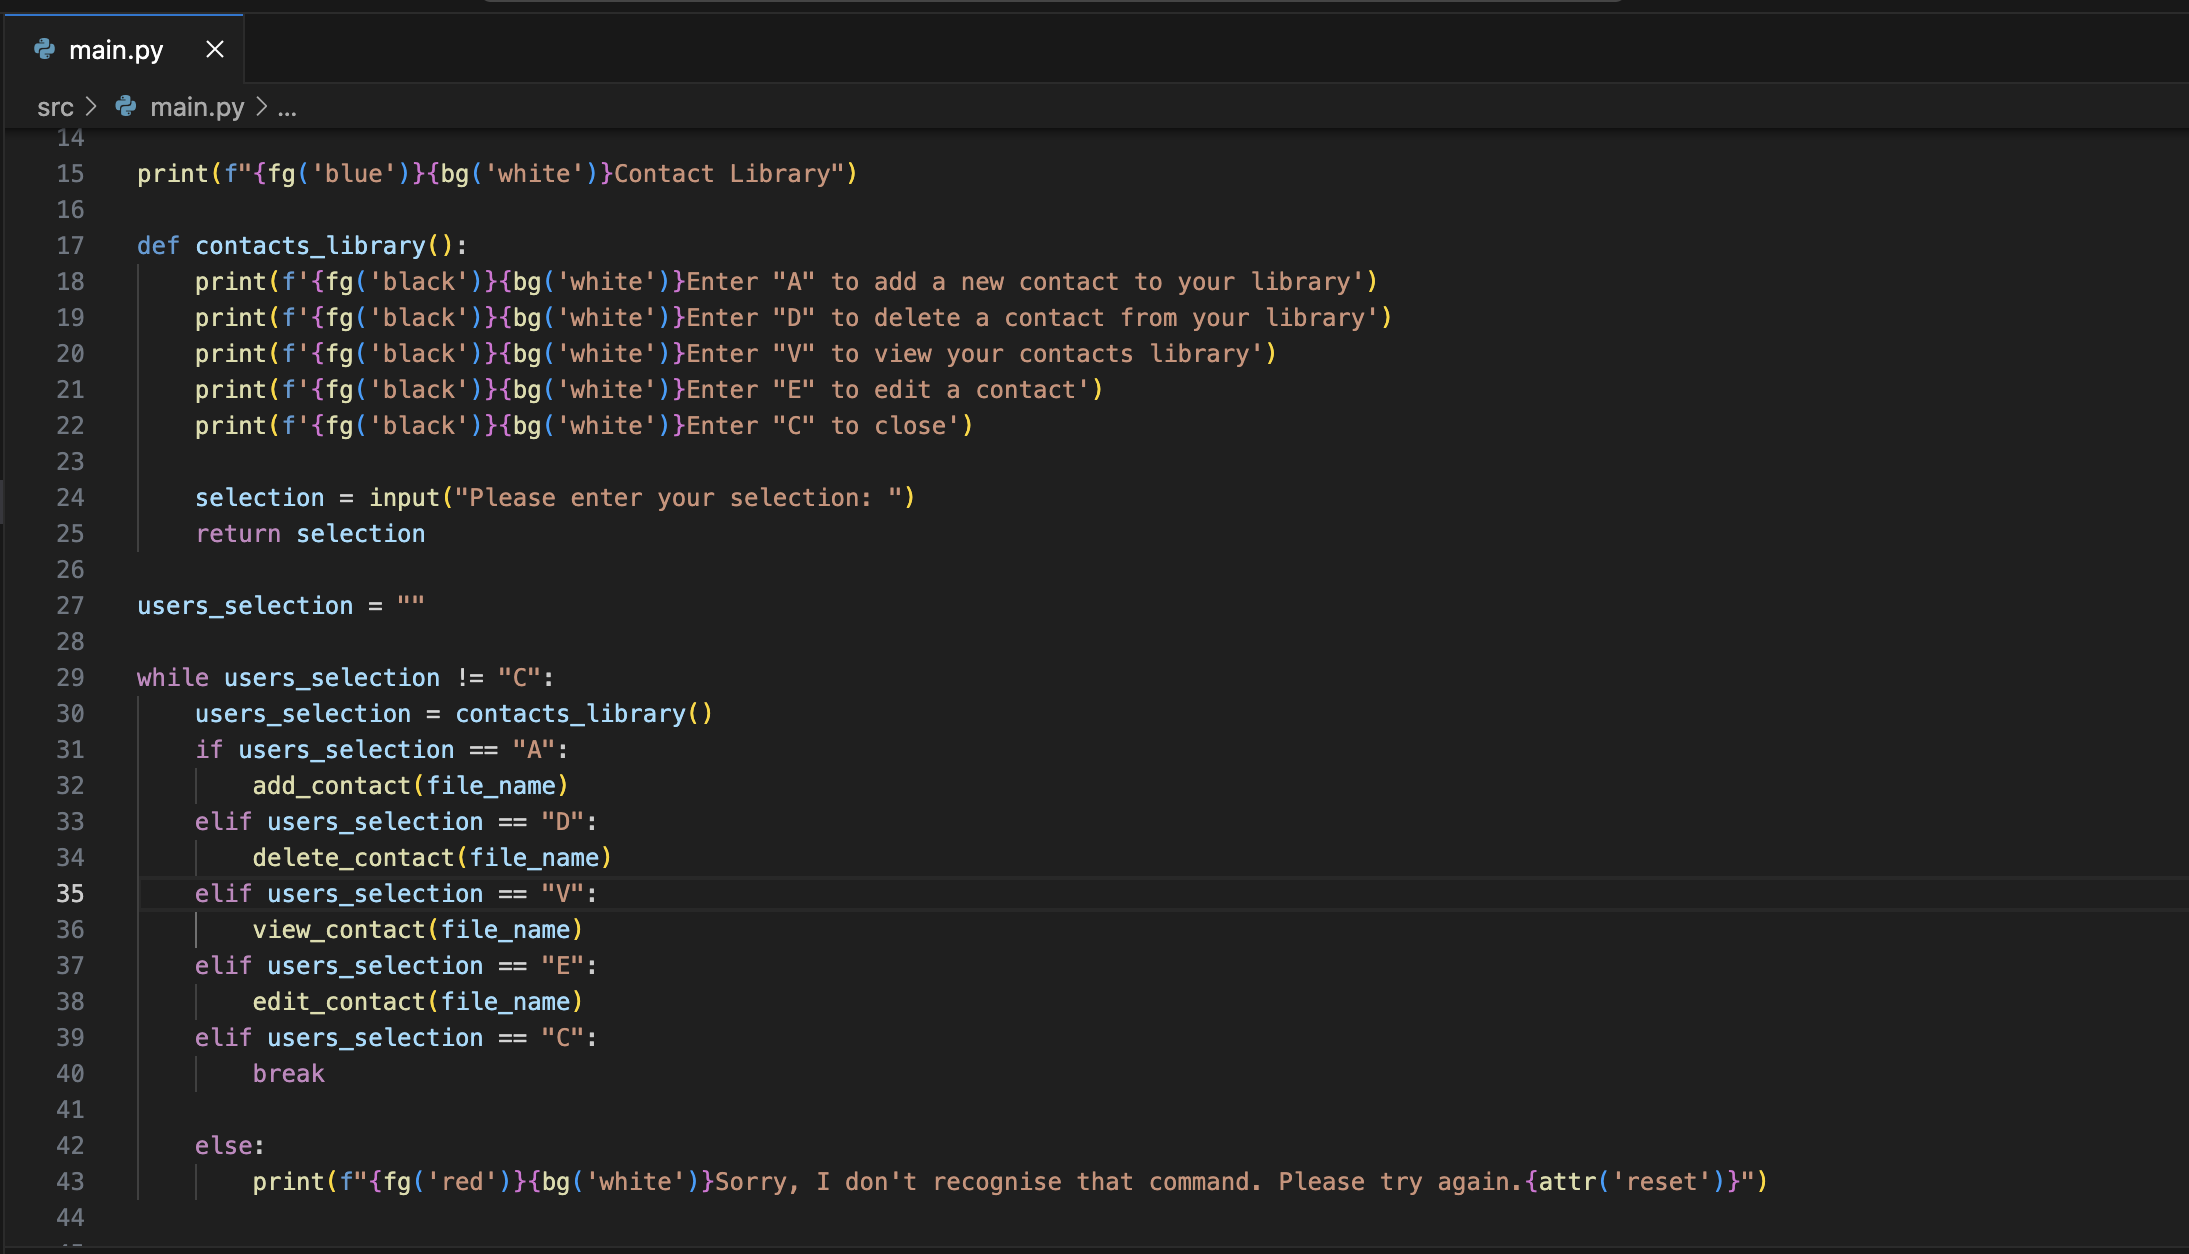 main.py
src > main.py > ...
14
15 print(f"{fg('blue')}{bg('white')}Contact Library")
16
17 def contacts_library():
18     print(f'{fg('black')}{bg('white')}Enter "A" to add a new contact to your library')
19     print(f'{fg('black')}{bg('white')}Enter "D" to delete a contact from your library')
20     print(f'{fg('black')}{bg('white')}Enter "V" to view your contacts library')
21     print(f'{fg('black')}{bg('white')}Enter "E" to edit a contact')
22     print(f'{fg('black')}{bg('white')}Enter "C" to close')
23
24     selection = input("Please enter your selection: ")
25     return selection
26
27 users_selection = ""
28
29 while users_selection != "C":
30     users_selection = contacts_library()
31     if users_selection == "A":
32         add_contact(file_name)
33     elif users_selection == "D":
34         delete_contact(file_name)
35     elif users_selection == "V":
36         view_contact(file_name)
37     elif users_selection == "E":
38         edit_contact(file_name)
39     elif users_selection == "C":
40         break
41
42     else:
43         print(f"{fg('red')}{bg('white')}Sorry, I don't recognise that command. Please try again.{attr('reset')}")
44